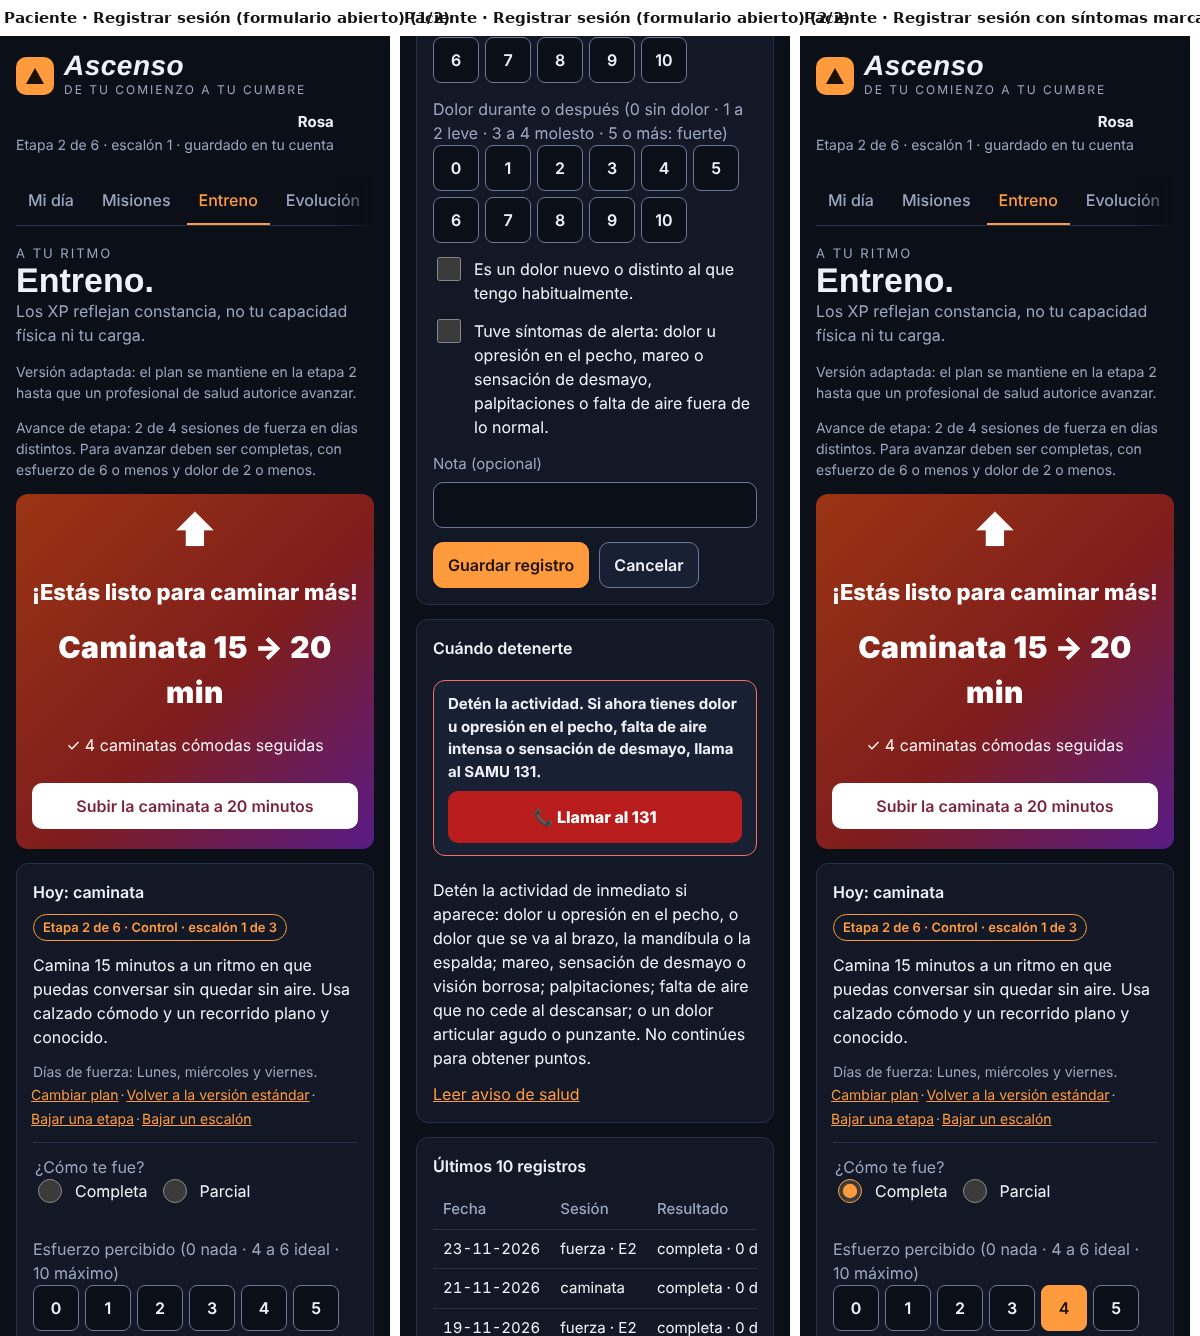 Paciente · Registrar sesión (formulario abierto) (1/2)
Ascenso
DE TU COMIENZO A TU CUMBRE
Rosa
Etapa 2 de 6 · escalón 1 · guardado en tu cuenta
Mi día Misiones Entreno Evolución
A TU RITMO
Entreno.
Los XP reflejan constancia, no tu capacidad
física ni tu carga.
Versión adaptada: el plan se mantiene en la etapa 2
hasta que un profesional de salud autorice avanzar.
Avance de etapa: 2 de 4 sesiones de fuerza en días
distintos. Para avanzar deben ser completas, con
esfuerzo de 6 o menos y dolor de 2 o menos.
¡Estás listo para caminar más!
Caminata 15 → 20
min
✓ 4 caminatas cómodas seguidas
Subir la caminata a 20 minutos
Hoy: caminata
Etapa 2 de 6 · Control · escalón 1 de 3
Camina 15 minutos a un ritmo en que
puedas conversar sin quedar sin aire. Usa
calzado cómodo y un recorrido plano y
conocido.
Días de fuerza: Lunes, miércoles y viernes.
Cambiar plan · Volver a la versión estándar ·
Bajar una etapa · Bajar un escalón
¿Cómo te fue?
Completa Parcial
Esfuerzo percibido (0 nada · 4 a 6 ideal ·
10 máximo)
0 1 2 3 4 5
Paciente · Registrar sesión (formulario abierto) (2/2)
6 7 8 9 10
Dolor durante o después (0 sin dolor · 1 a
2 leve · 3 a 4 molesto · 5 o más: fuerte)
0 1 2 3 4 5
6 7 8 9 10
Es un dolor nuevo o distinto al que
tengo habitualmente.
Tuve síntomas de alerta: dolor u
opresión en el pecho, mareo o
sensación de desmayo,
palpitaciones o falta de aire fuera de
lo normal.
Nota (opcional)
Guardar registro Cancelar
Cuándo detenerte
Detén la actividad. Si ahora tienes dolor
u opresión en el pecho, falta de aire
intensa o sensación de desmayo, llama
al SAMU 131.
📞 Llamar al 131
Detén la actividad de inmediato si
aparece: dolor u opresión en el pecho, o
dolor que se va al brazo, la mandíbula o la
espalda; mareo, sensación de desmayo o
visión borrosa; palpitaciones; falta de aire
que no cede al descansar; o un dolor
articular agudo o punzante. No continúes
para obtener puntos.
Leer aviso de salud
Últimos 10 registros
Fecha Sesión Resultado
23-11-2026 fuerza · E2 completa · 0 d
21-11-2026 caminata completa · 0 d
19-11-2026 fuerza · E2 completa · 0 d
Paciente · Registrar sesión con síntomas marca
Ascenso
DE TU COMIENZO A TU CUMBRE
Rosa
Etapa 2 de 6 · escalón 1 · guardado en tu cuenta
Mi día Misiones Entreno Evolución
A TU RITMO
Entreno.
Los XP reflejan constancia, no tu capacidad
física ni tu carga.
Versión adaptada: el plan se mantiene en la etapa 2
hasta que un profesional de salud autorice avanzar.
Avance de etapa: 2 de 4 sesiones de fuerza en días
distintos. Para avanzar deben ser completas, con
esfuerzo de 6 o menos y dolor de 2 o menos.
¡Estás listo para caminar más!
Caminata 15 → 20
min
✓ 4 caminatas cómodas seguidas
Subir la caminata a 20 minutos
Hoy: caminata
Etapa 2 de 6 · Control · escalón 1 de 3
Camina 15 minutos a un ritmo en que
puedas conversar sin quedar sin aire. Usa
calzado cómodo y un recorrido plano y
conocido.
Días de fuerza: Lunes, miércoles y viernes.
Cambiar plan · Volver a la versión estándar ·
Bajar una etapa · Bajar un escalón
¿Cómo te fue?
Completa Parcial
Esfuerzo percibido (0 nada · 4 a 6 ideal ·
10 máximo)
0 1 2 3 4 5